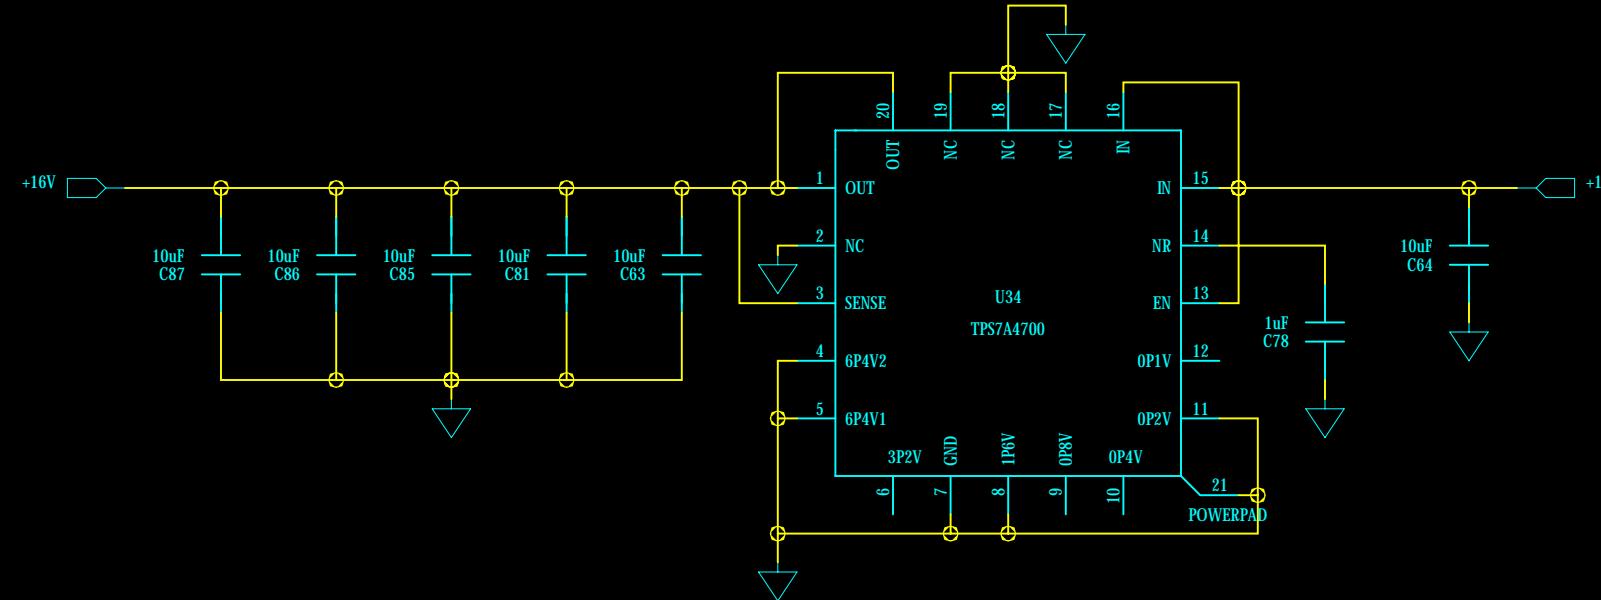 20
19
18
17
16
OUT
NC
NC
NC
IN
+16V
1
OUT
IN
15
+1
2
NC
NR
14
10uF
C87
10uF
C86
10uF
C85
10uF
C81
10uF
C63
10uF
C64
3
SENSE
U34
EN
13
TPS7A4700
1uF
C78
4
6P4V2
0P1V
12
5
6P4V1
0P2V
11
3P2V
GND
1P6V
0P8V
0P4V
6
7
8
9
10
21
POWERPAD